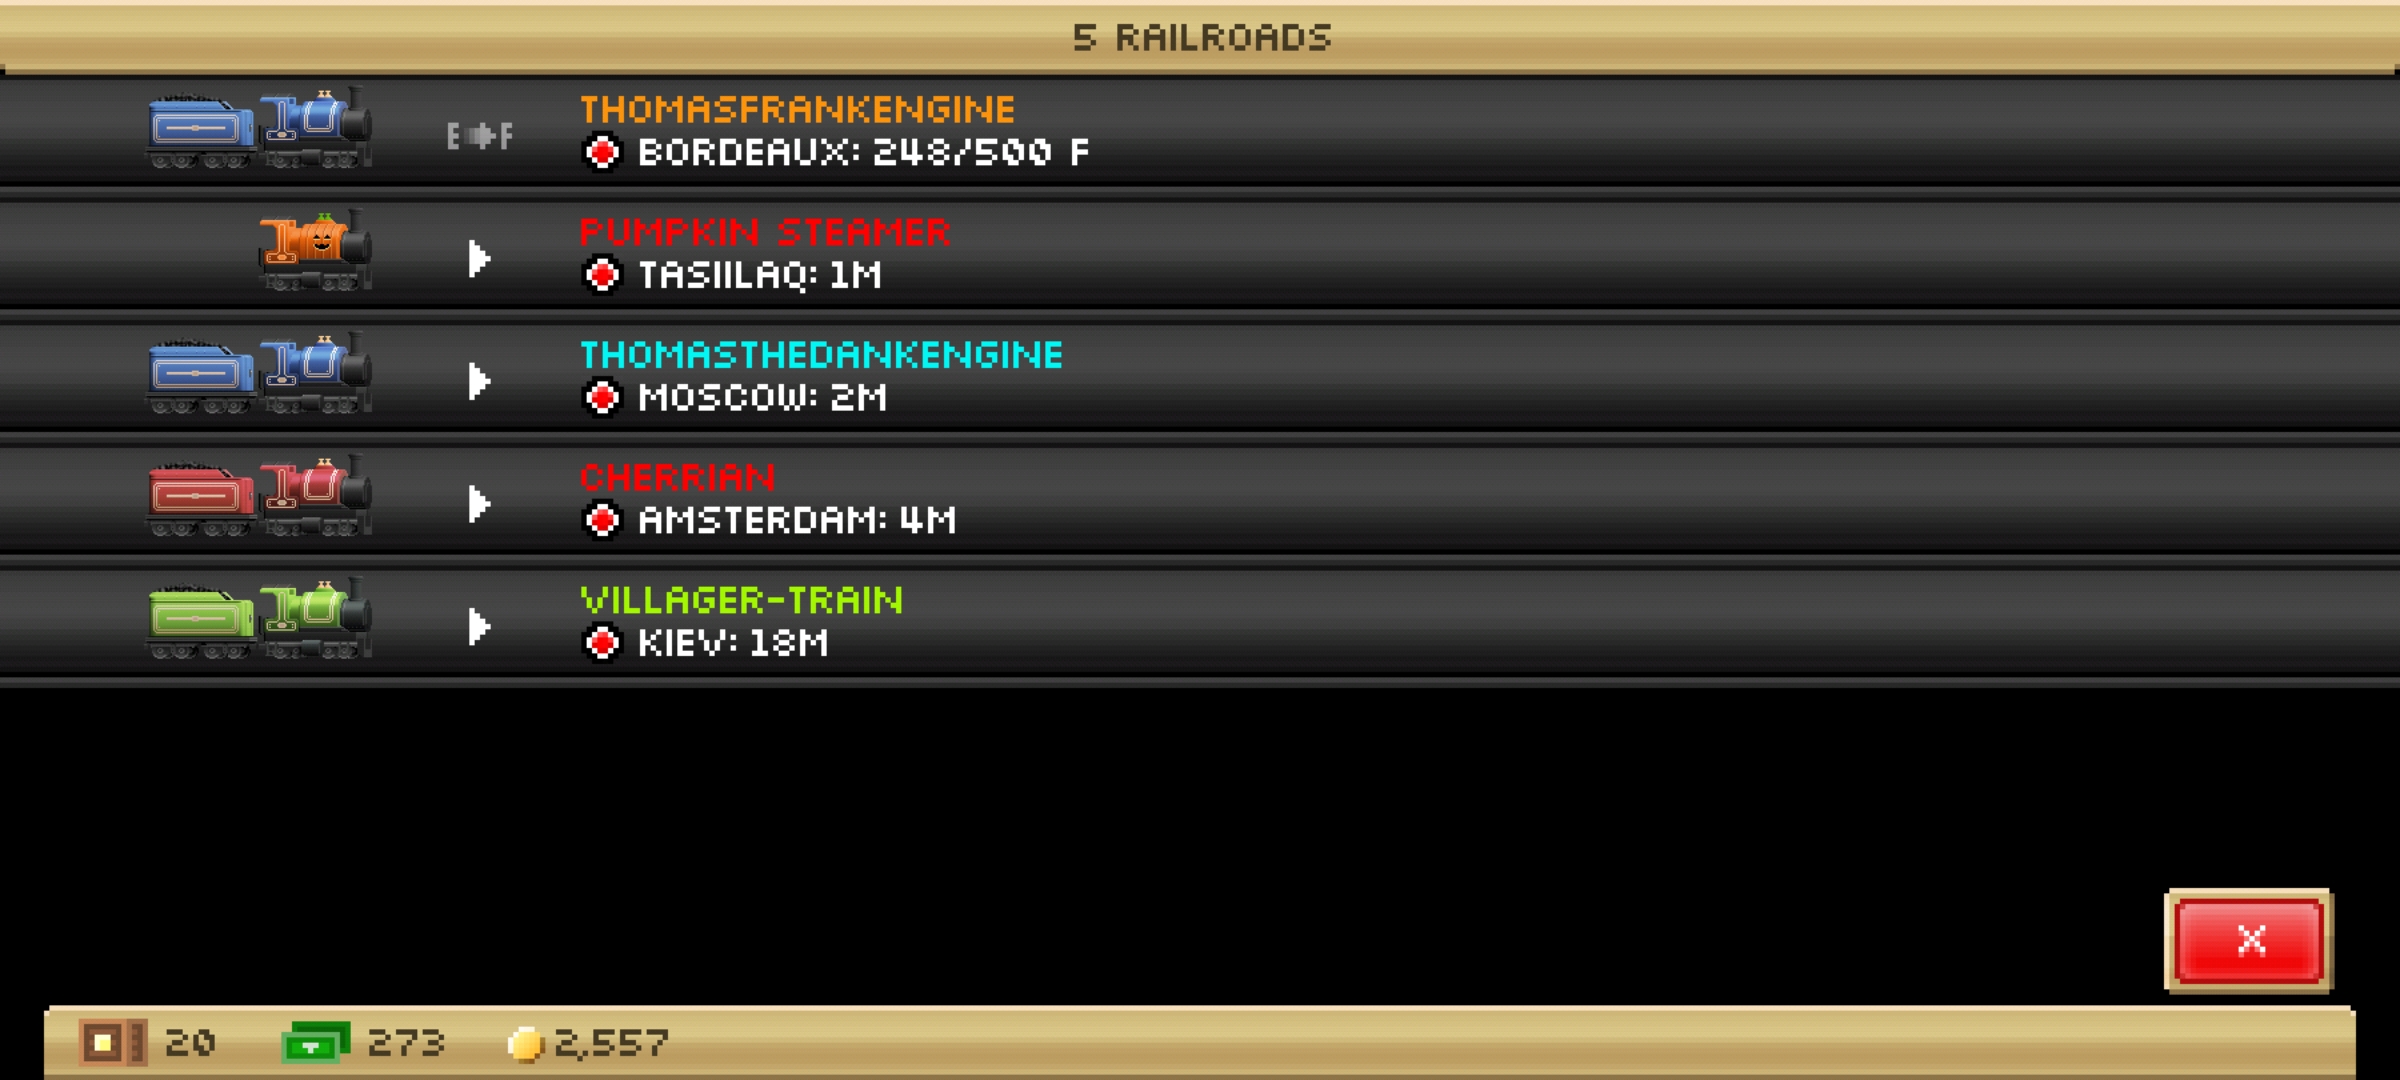 5 RAILROADS
E F
THOMASFRANKENGINE
BORDEAUX: 248/500 F
PUMPKIN STEAMER
TASIILAQ: 1M
THOMASTHEDANKENGINE
MOSCOW: 2M
CHERRIAN
AMSTERDAM: 4M
VILLAGER-TRAIN
KIEV: 18M
X
20 273 2,557